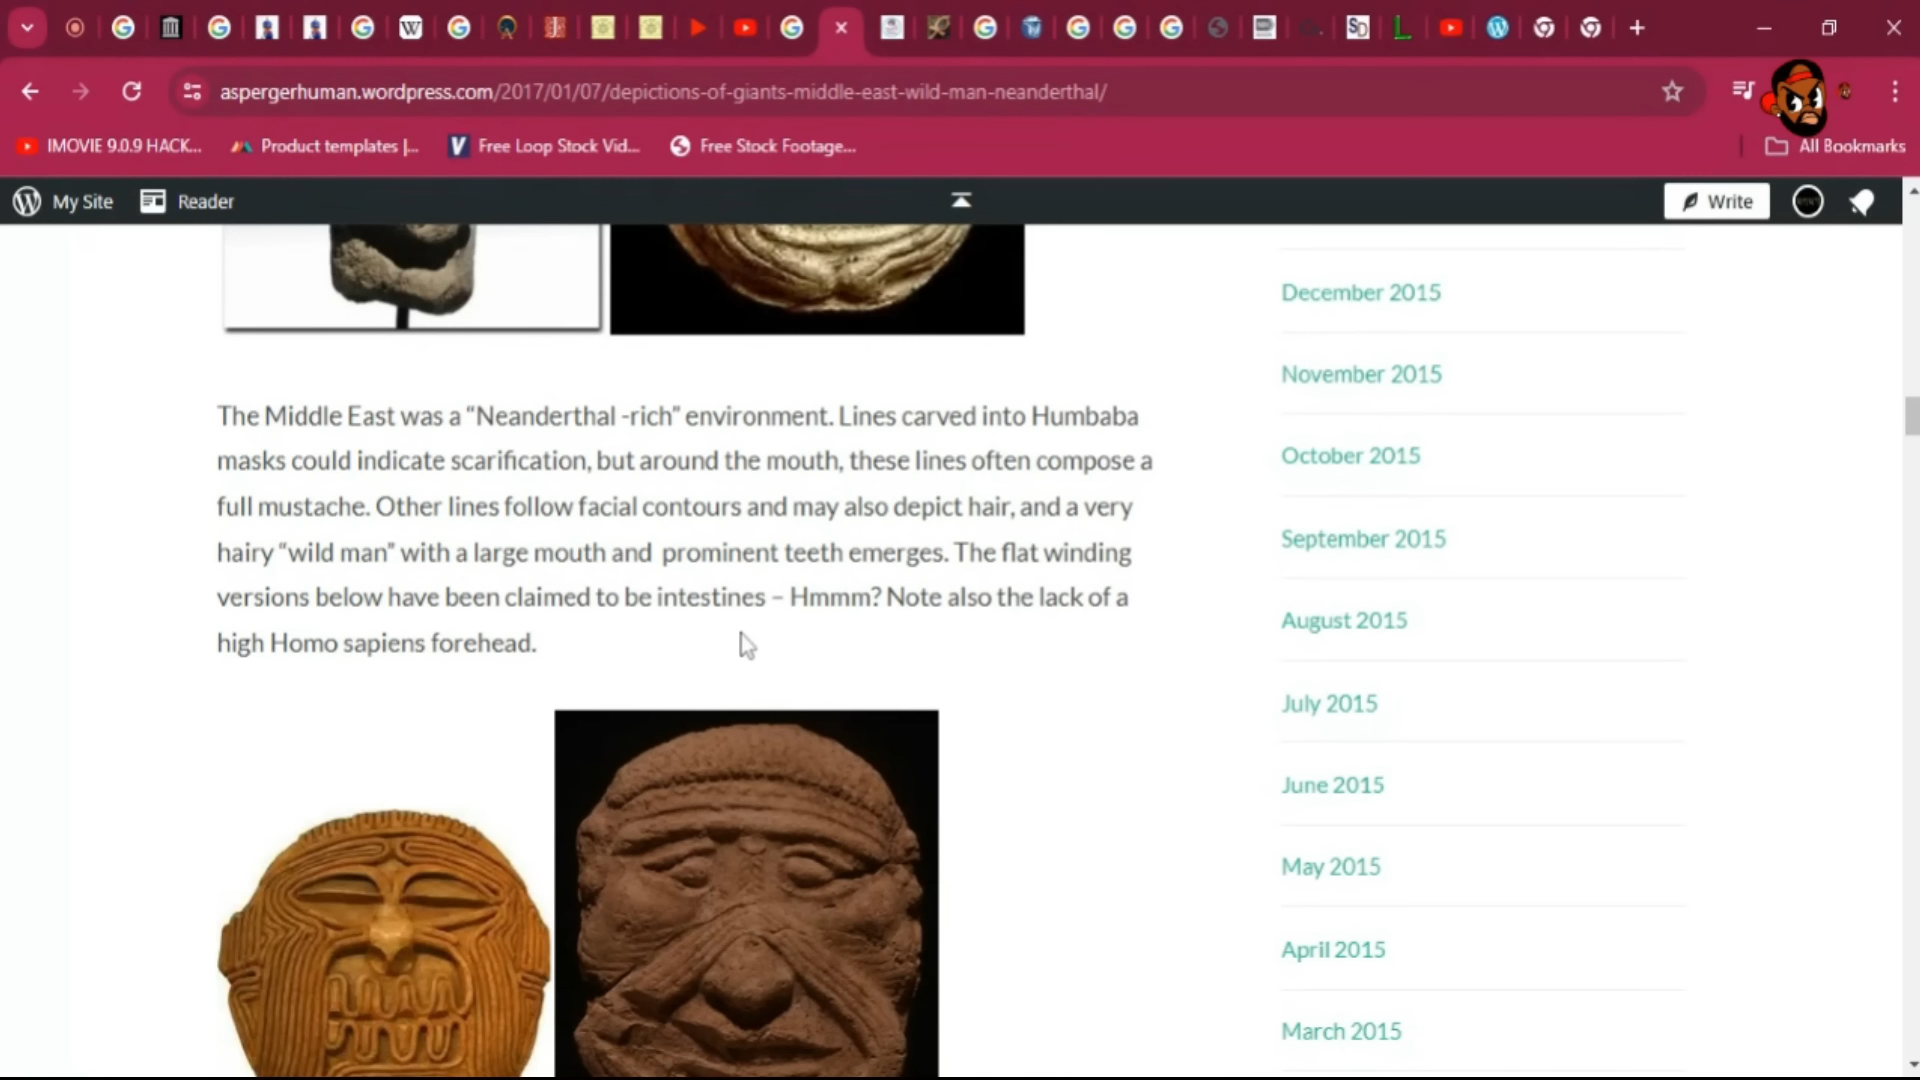 aspergerhuman.wordpress.com/2017/01/07/depictions-of-giants-middle-east-wild-man-neanderthal/
IMOVIE 9.0.9 HACK...
Product templates |...
Free Loop Stock Vid...
Free Stock Footage...
All Bookmarks
My Site
Reader
Write
The Middle East was a “Neanderthal -rich” environment. Lines carved into Humbaba
masks could indicate scarification, but around the mouth, these lines often compose a
full mustache. Other lines follow facial contours and may also depict hair, and a very
hairy “wild man” with a large mouth and prominent teeth emerges. The flat winding
versions below have been claimed to be intestines – Hmmm? Note also the lack of a
high Homo sapiens forehead.
December 2015
November 2015
October 2015
September 2015
August 2015
July 2015
June 2015
May 2015
April 2015
March 2015